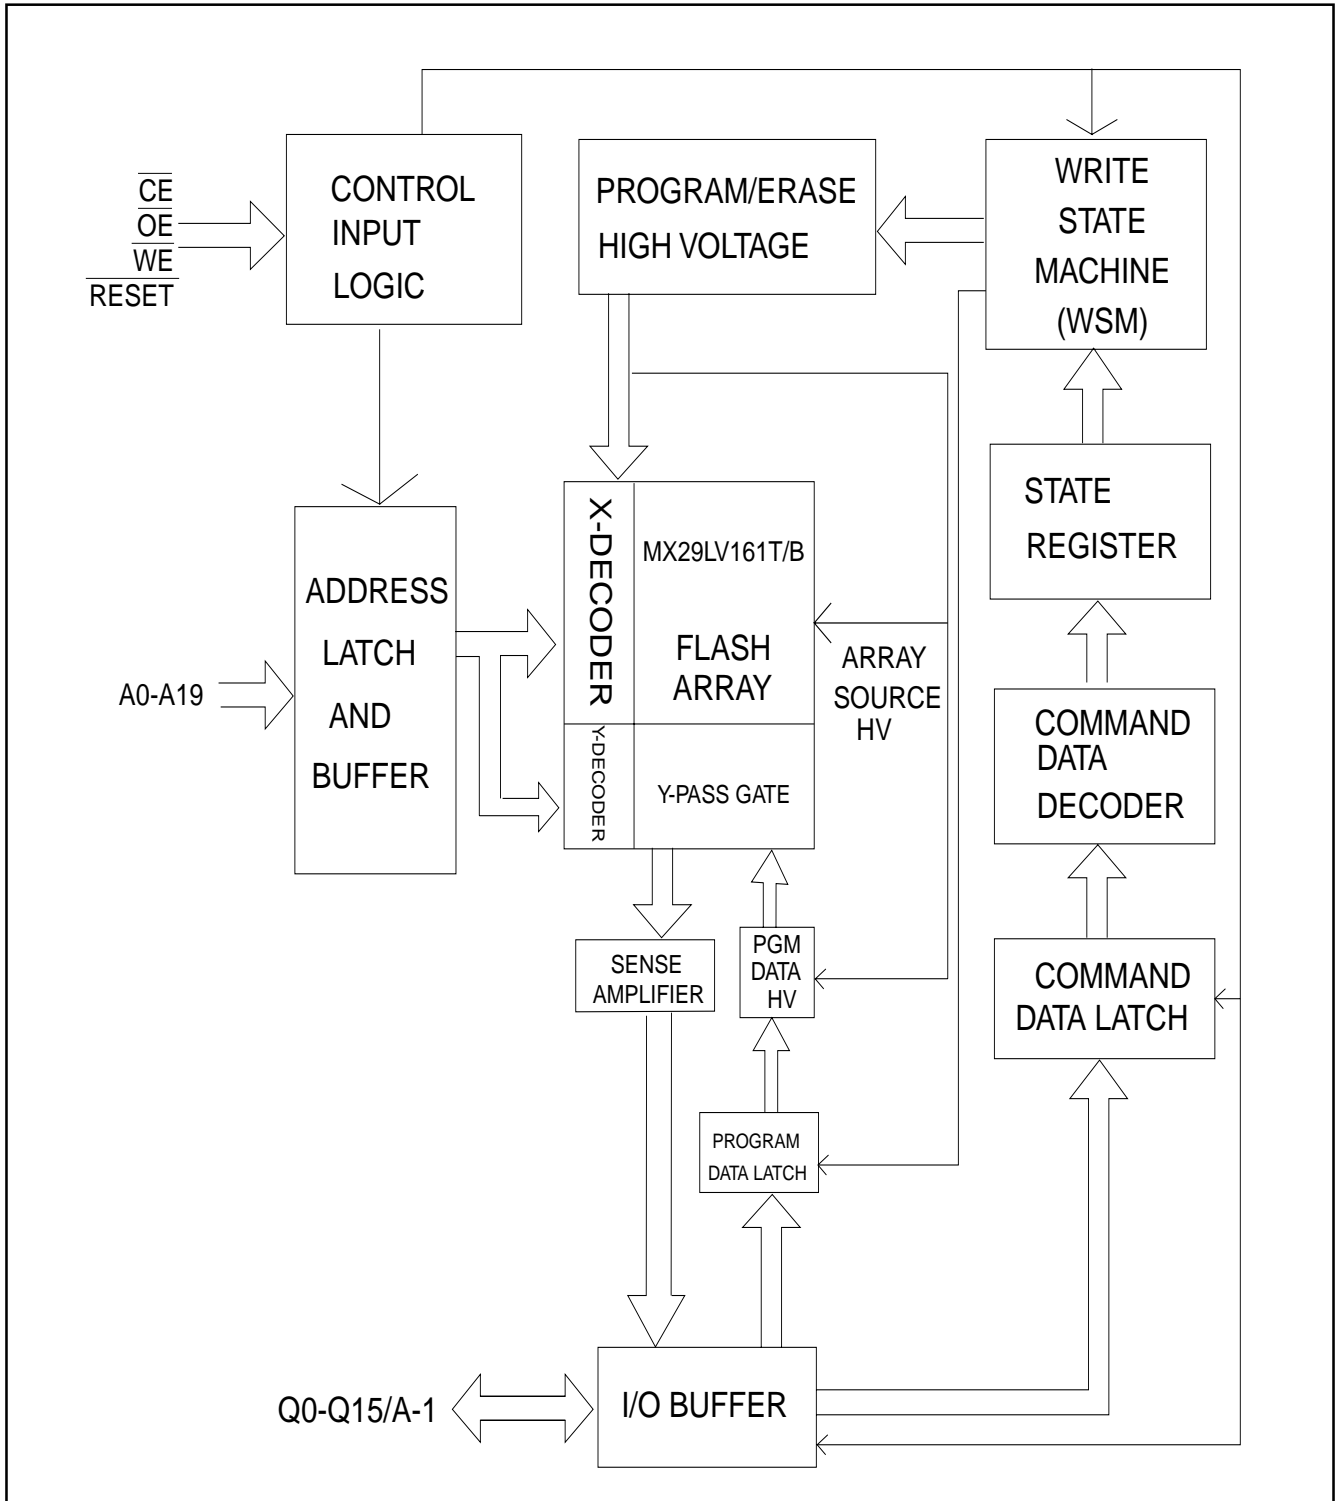 CE
OE
WE
RESET
CONTROL
INPUT
LOGIC
PROGRAM/ERASE
HIGH VOLTAGE
WRITE
STATE
MACHINE
(WSM)
STATE
REGISTER
X-DECODER
MX29LV161T/B
FLASH
ARRAY
ADDRESS
LATCH
AND
BUFFER
A0-A19
ARRAY
SOURCE
HV
Y-DECODER
Y-PASS GATE
COMMAND
DATA
DECODER
SENSE
AMPLIFIER
PGM
DATA
HV
COMMAND
DATA LATCH
PROGRAM
DATA LATCH
Q0-Q15/A-1
I/O BUFFER